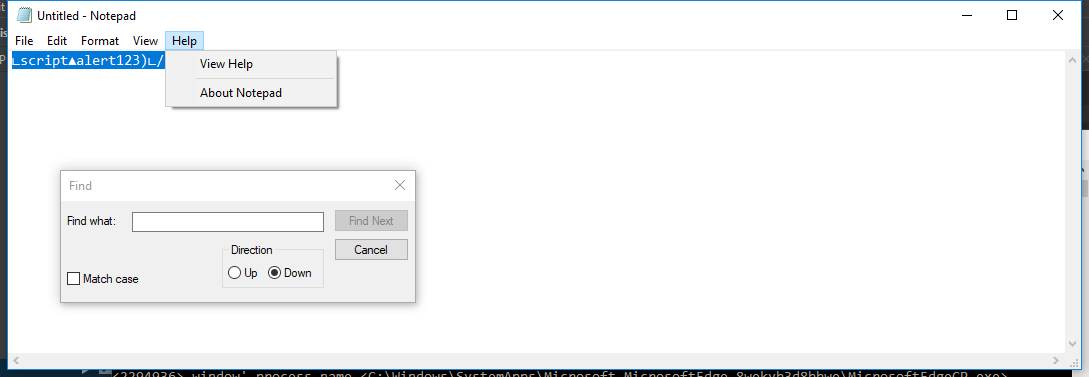 Untitled - Notepad
File Edit Format View Help
∟script▲alert123)∟/
View Help
About Notepad
Find
Find what:
Find Next
Direction
Cancel
Up Down
Match case
<2294936> window' process name <C:\Windows\SystemApps\Microsoft.MicrosoftEdge_8wekyb3d8bbwe\MicrosoftEdgeCP.exe>